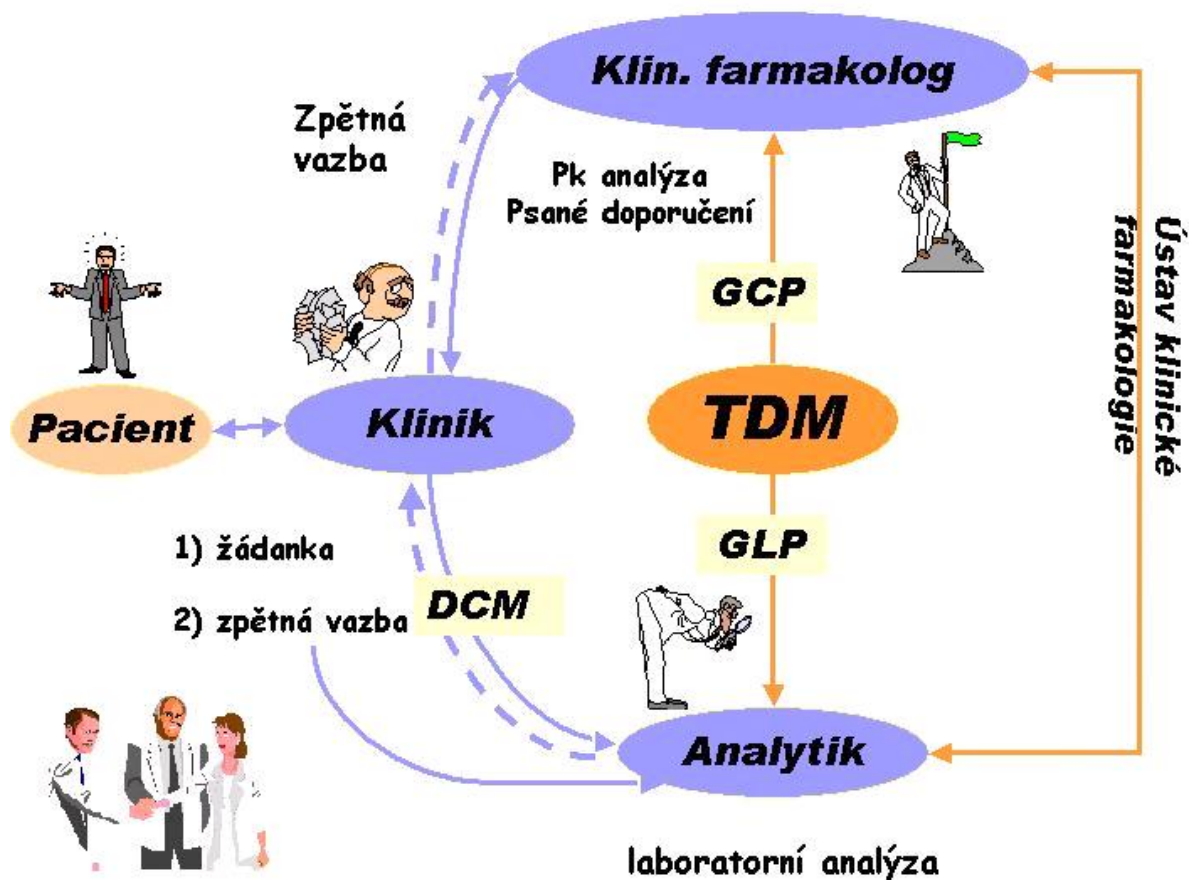 Klin. farmakolog
Zpětná
vazba
Pk analýza
Psané doporučení
GCP
Ústav klinické
farmakologie
Pacient
Klinik
TDM
1) žádanka
GLP
2) zpětná vazba
DCM
Analytik
laboratorní analýza